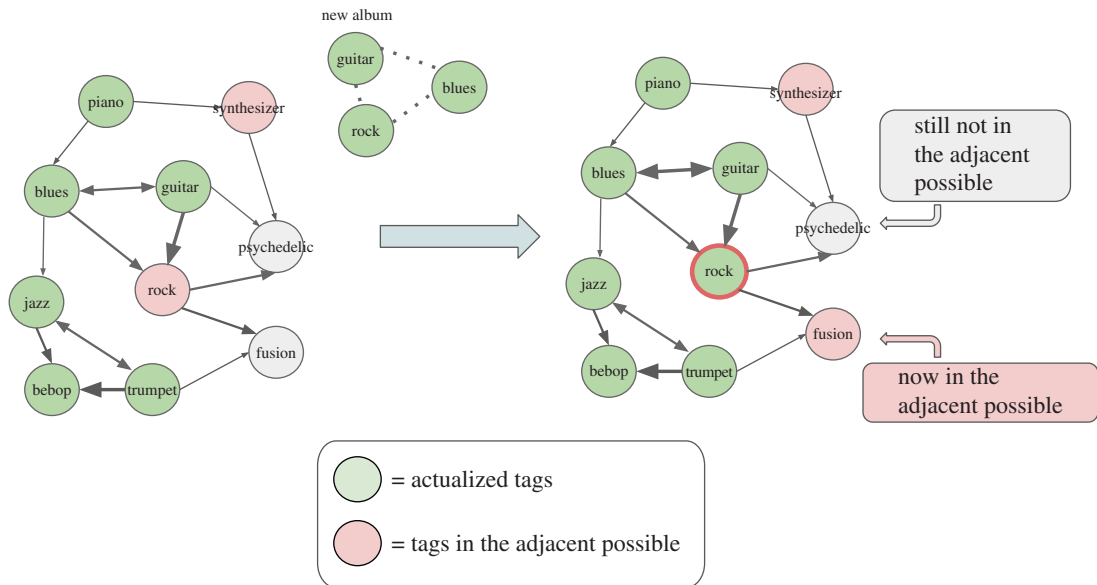 new album
guitar
blues
rock
piano
synthesizer
blues
guitar
psychedelic
rock
jazz
fusion
bebop
trumpet
piano
synthesizer
blues
guitar
psychedelic
rock
jazz
fusion
bebop
trumpet
still not in
the adjacent
possible
now in the
adjacent possible
= actualized tags
= tags in the adjacent possible